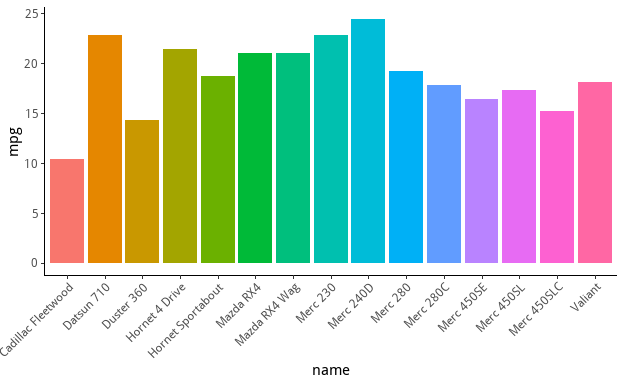 25
20
15
10
5
0
mpg
Cadillac Fleetwood
Datsun 710
Duster 360
Hornet 4 Drive
Hornet Sportabout
Mazda RX4
Mazda RX4 Wag
Merc 230
Merc 240D
Merc 280
Merc 280C
Merc 450SE
Merc 450SL
Merc 450SLC
Valiant
name